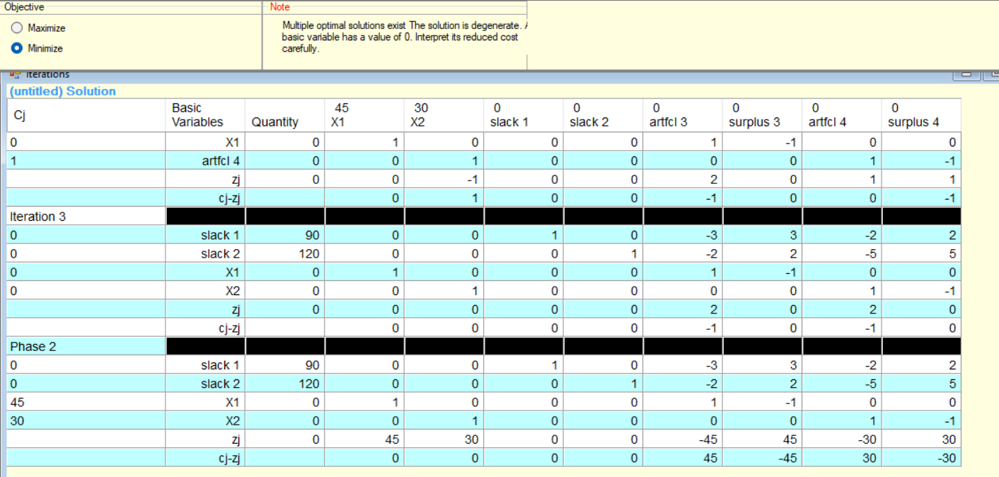 Objective
Note
Maximize
Minimize
Multiple optimal solutions exist The solution is degenerate.
basic variable has a value of 0. Interpret its reduced cost
carefully.
Iterations
(untitled) Solution
Cj Basic Variables Quantity 45 X1 30 X2 0 slack 1 0 slack 2 0 artfcl 3 0 surplus 3 0 artfcl 4 0 surplus 4
0 X1 0 1 0 0 0 1 -1 0 0
1 artfcl 4 0 0 1 0 0 0 0 1 -1
zj 0 0 -1 0 0 2 0 1 1
cj-zj 0 1 0 0 -1 0 0 -1
Iteration 3
0 slack 1 90 0 0 1 0 -3 3 -2 2
0 slack 2 120 0 0 0 1 -2 2 -5 5
0 X1 0 1 0 0 0 1 -1 0 0
0 X2 0 0 1 0 0 0 0 1 -1
zj 0 0 0 0 0 2 0 2 0
cj-zj 0 0 0 0 -1 0 -1 0
Phase 2
0 slack 1 90 0 0 1 0 -3 3 -2 2
0 slack 2 120 0 0 0 1 -2 2 -5 5
45 X1 0 1 0 0 0 1 -1 0 0
30 X2 0 0 1 0 0 0 0 1 -1
zj 0 45 30 0 0 -45 45 -30 30
cj-zj 0 0 0 0 45 -45 30 -30